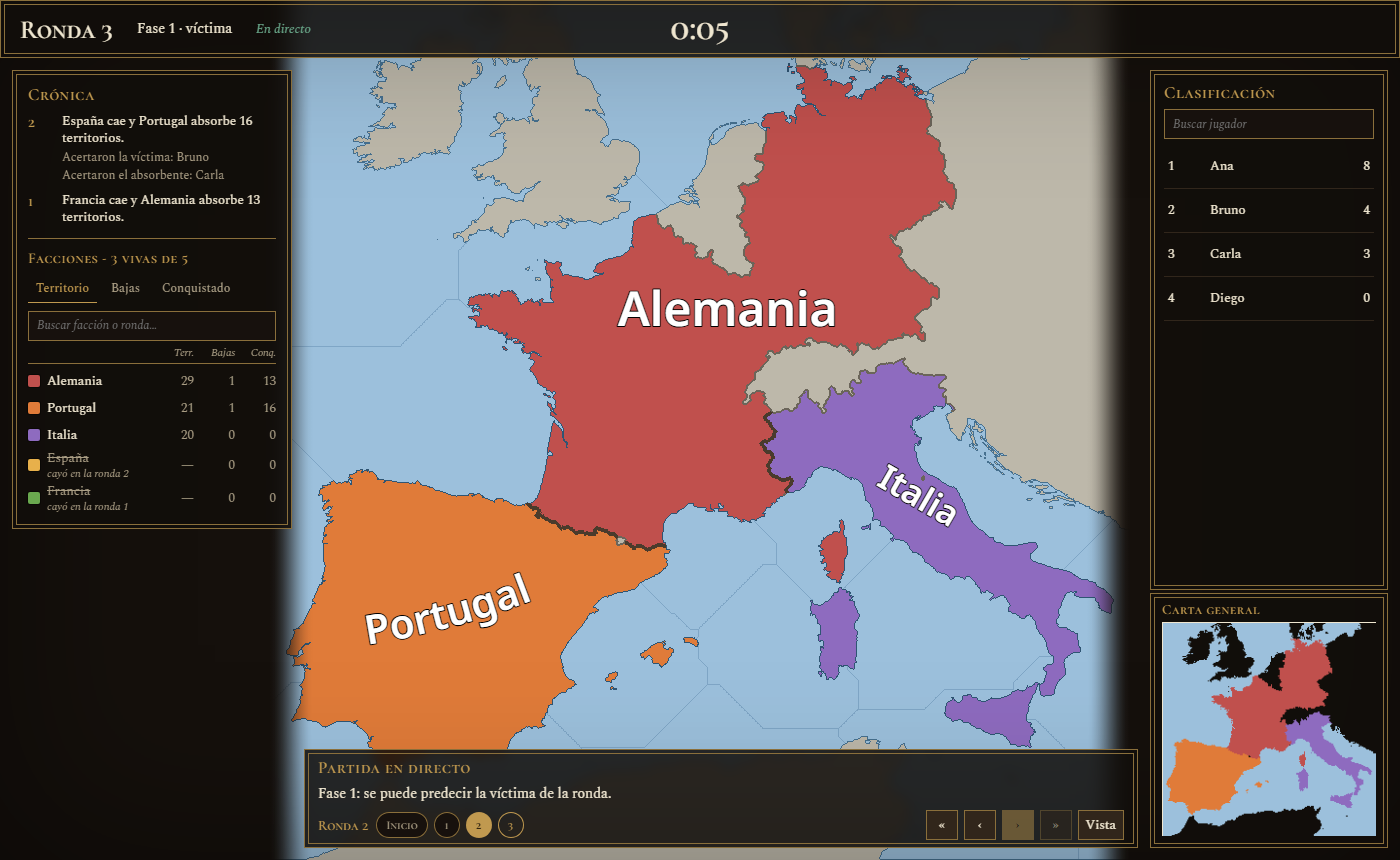 Ronda 3
Fase 1 · víctima
En directo
0:05
Crónica
2 España cae y Portugal absorbe 16
territorios.
Acertaron la víctima: Bruno
Acertaron el absorbente: Carla
1 Francia cae y Alemania absorbe 13
territorios.
Facciones - 3 vivas de 5
Territorio Bajas Conquistado
Buscar facción o ronda...
Terr. Bajas Conq.
Alemania 29 1 13
Portugal 21 1 16
Italia 20 0 0
España — 0 0
cayó en la ronda 2
Francia — 0 0
cayó en la ronda 1
Alemania
Italia
Portugal
Partida en directo
Fase 1: se puede predecir la víctima de la ronda.
Ronda 2 Inicio 1 2 3
« ‹ › » Vista
Clasificación
Buscar jugador
1 Ana 8
2 Bruno 4
3 Carla 3
4 Diego 0
Carta general